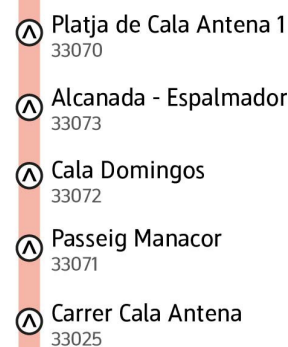 Platja de Cala Antena 1
33070
Alcanada - Espalmador
33073
Cala Domingos
33072
Passeig Manacor
33071
Carrer Cala Antena
33025